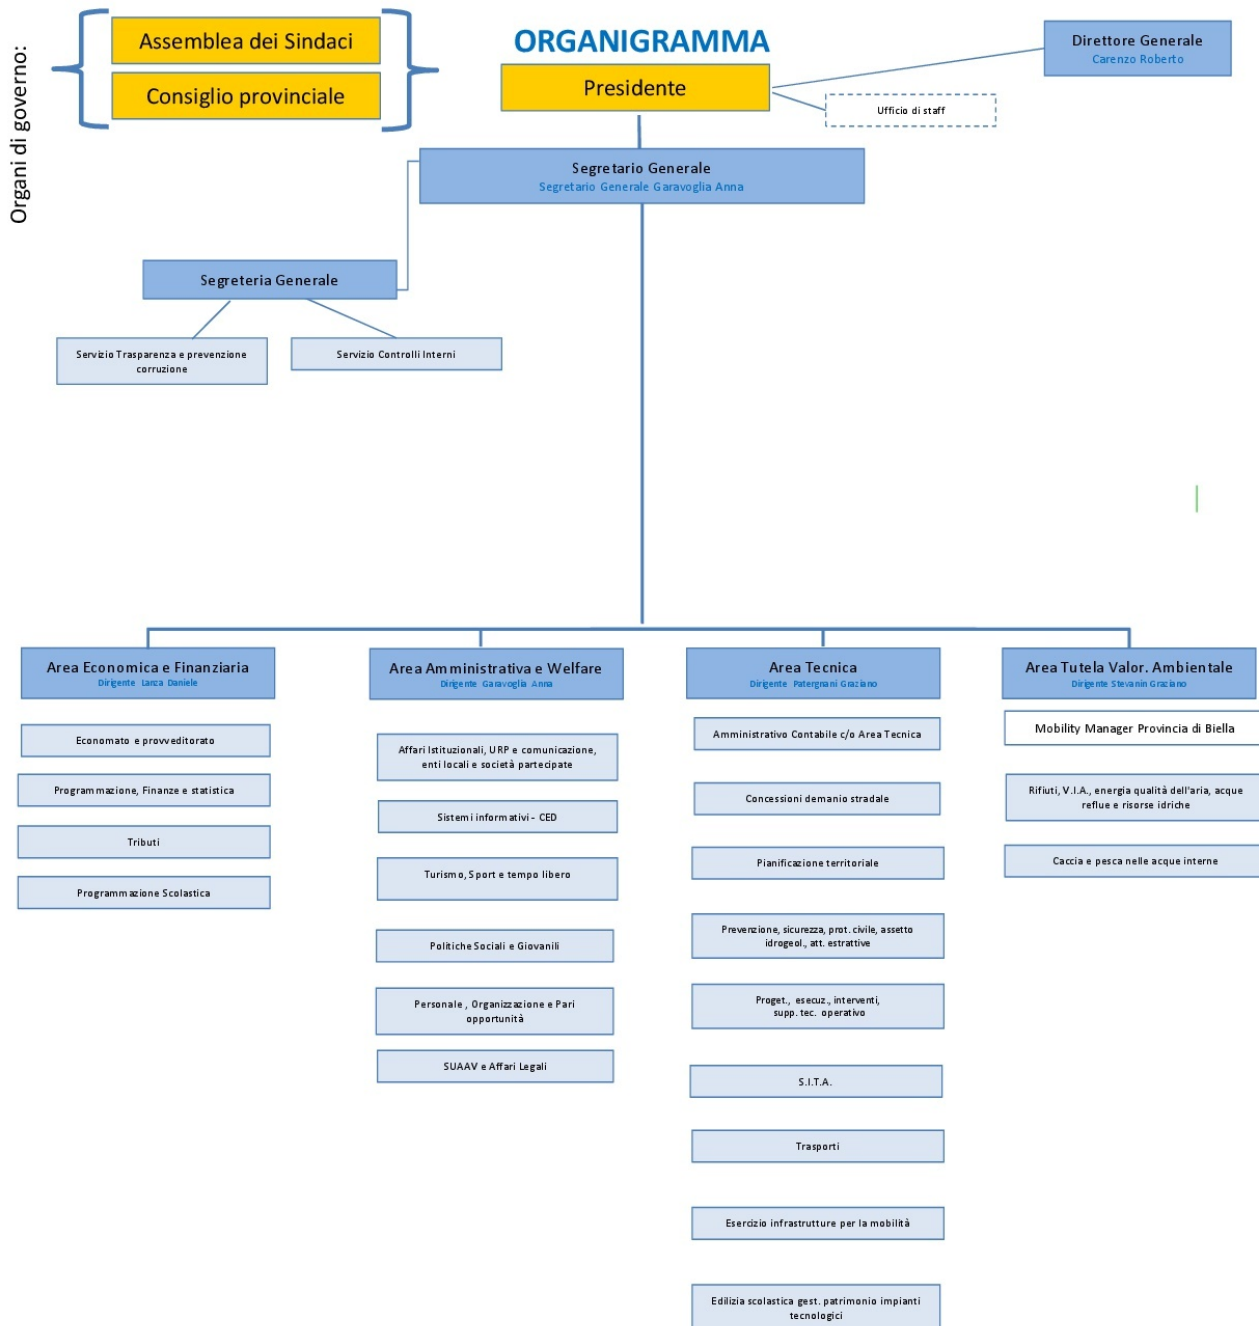 Organi di governo:
Assemblea dei Sindaci
Consiglio provinciale
ORGANIGRAMMA
Presidente
Direttore Generale
Carenzo Roberto
Ufficio di staff
Segretario Generale
Segretario Generale Garavoglia Anna
Segreteria Generale
Servizio Trasparenza e prevenzione
corruzione
Servizio Controlli Interni
Area Economica e Finanziaria
Dirigente Lanza Daniele
Economato e provveditorato
Programmazione, Finanze e statistica
Tributi
Programmazione Scolastica
Area Amministrativa e Welfare
Dirigente Garavoglia Anna
Affari Istituzionali, URP e comunicazione,
enti locali e società partecipate
Sistemi informativi - CED
Turismo, Sport e tempo libero
Politiche Sociali e Giovanili
Personale , Organizzazione e Pari
opportunità
SUAAV e Affari Legali
Area Tecnica
Dirigente Patergnani Graziano
Amministrativo Contabile c/o Area Tecnica
Concessioni demanio stradale
Pianificazione territoriale
Prevenzione, sicurezza, prot. civile, assetto
idrogeol., att. estrattive
Proget., esecuz., interventi,
supp. tec. operativo
S.I.T.A.
Trasporti
Esercizio infrastrutture per la mobilità
Edilizia scolastica gest. patrimonio impianti
tecnologici
Area Tutela Valor. Ambientale
Dirigente Stevanin Graziano
Mobility Manager Provincia di Biella
Rifiuti, V.I.A., energia qualità dell'aria, acque
reflue e risorse idriche
Caccia e pesca nelle acque interne